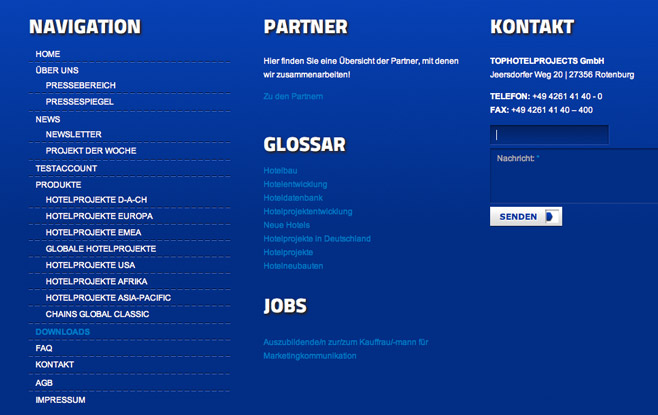 NAVIGATION
HOME
ÜBER UNS
PRESSEBEREICH
PRESSESPIEGEL
NEWS
NEWSLETTER
PROJEKT DER WOCHE
TESTACCOUNT
PRODUKTE
HOTELPROJEKTE D-A-CH
HOTELPROJEKTE EUROPA
HOTELPROJEKTE EMEA
GLOBALE HOTELPROJEKTE
HOTELPROJEKTE USA
HOTELPROJEKTE AFRIKA
HOTELPROJEKTE ASIA-PACIFIC
CHAINS GLOBAL CLASSIC
DOWNLOADS
FAQ
KONTAKT
AGB
IMPRESSUM
PARTNER
Hier finden Sie eine Übersicht der Partner, mit denen
wir zusammenarbeiten!
Zu den Partnern
GLOSSAR
Hotelbau
Hotelentwicklung
Hoteldatenbank
Hotelprojektentwicklung
Neue Hotels
Hotelprojekte in Deutschland
Hotelprojekte
Hotelneubauten
JOBS
Auszubildende/n zur/zum Kauffrau/-mann für
Marketingkommunikation
KONTAKT
TOPHOTELPROJECTS GmbH
Jeersdorfer Weg 20 | 27356 Rotenburg
TELEFON: +49 4261 41 40 - 0
FAX: +49 4261 41 40 – 400
Nachricht: *
SENDEN